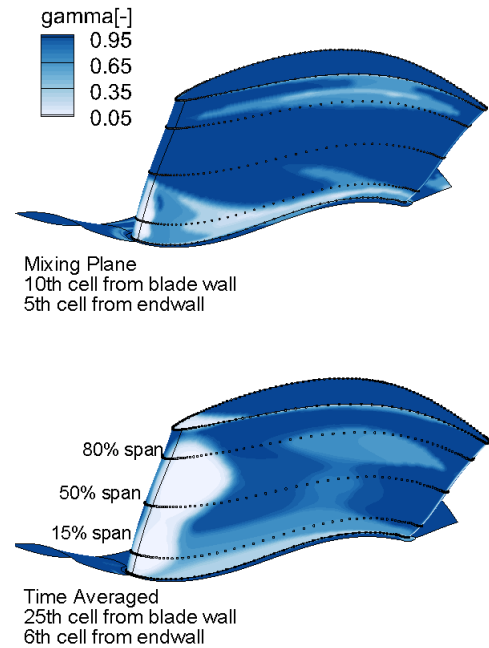 gamma[-]
0.95
0.65
0.35
0.05
Mixing Plane
10th cell from blade wall
5th cell from endwall
80% span
50% span
15% span
Time Averaged
25th cell from blade wall
6th cell from endwall